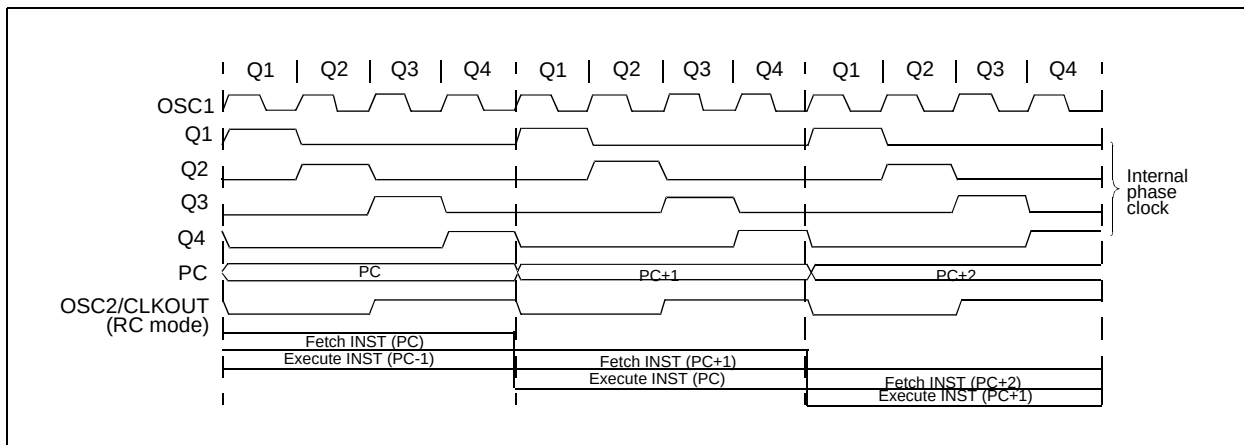 Q1 Q2 Q3 Q4 Q1 Q2 Q3 Q4 Q1 Q2 Q3 Q4
OSC1
Q1
Q2
Q3
Q4
Internal
phase
clock
PC PC PC+1 PC+2
OSC2/CLKOUT
(RC mode)
Fetch INST (PC)
Execute INST (PC-1) Fetch INST (PC+1)
Execute INST (PC) Fetch INST (PC+2)
Execute INST (PC+1)